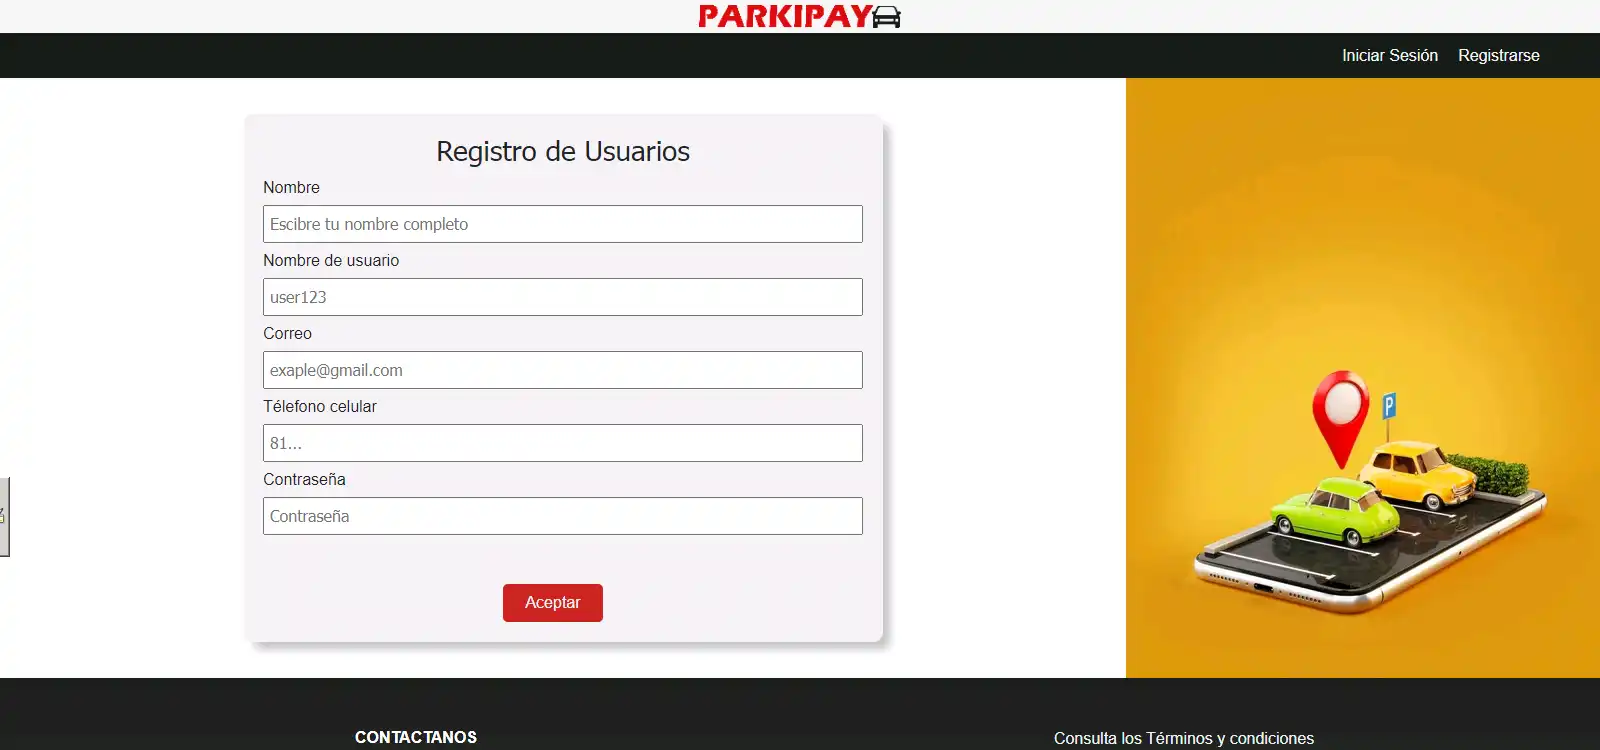 PARKIPAY
Iniciar Sesión Registrarse
Registro de Usuarios
Nombre
Escibre tu nombre completo
Nombre de usuario
user123
Correo
exaple@gmail.com
Télefono celular
81...
Contraseña
Contraseña
Aceptar
P
CONTACTANOS
Consulta los Términos y condiciones